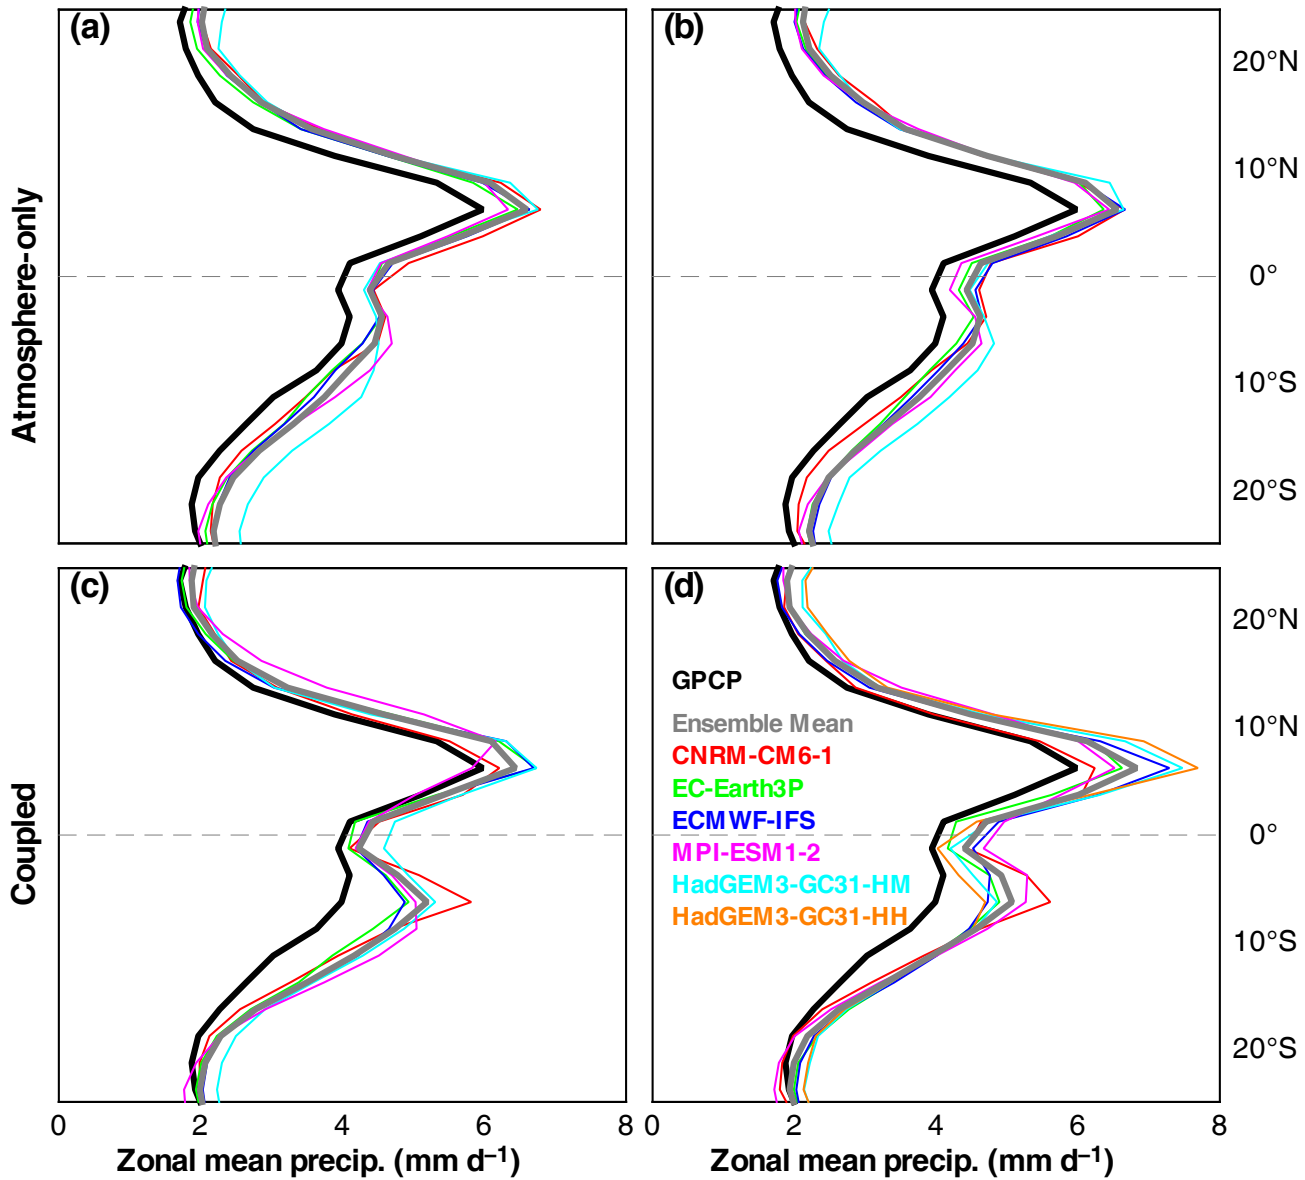 (a)
(b)
20°N
10°N
0°
10°S
20°S
Atmosphere-only
(c)
(d)
20°N
10°N
0°
10°S
20°S
Coupled
GPCP
Ensemble Mean
CNRM-CM6-1
EC-Earth3P
ECMWF-IFS
MPI-ESM1-2
HadGEM3-GC31-HM
HadGEM3-GC31-HH
0 2 4 6 8
2 4 6 8
Zonal mean precip. (mm d⁻¹)
Zonal mean precip. (mm d⁻¹)